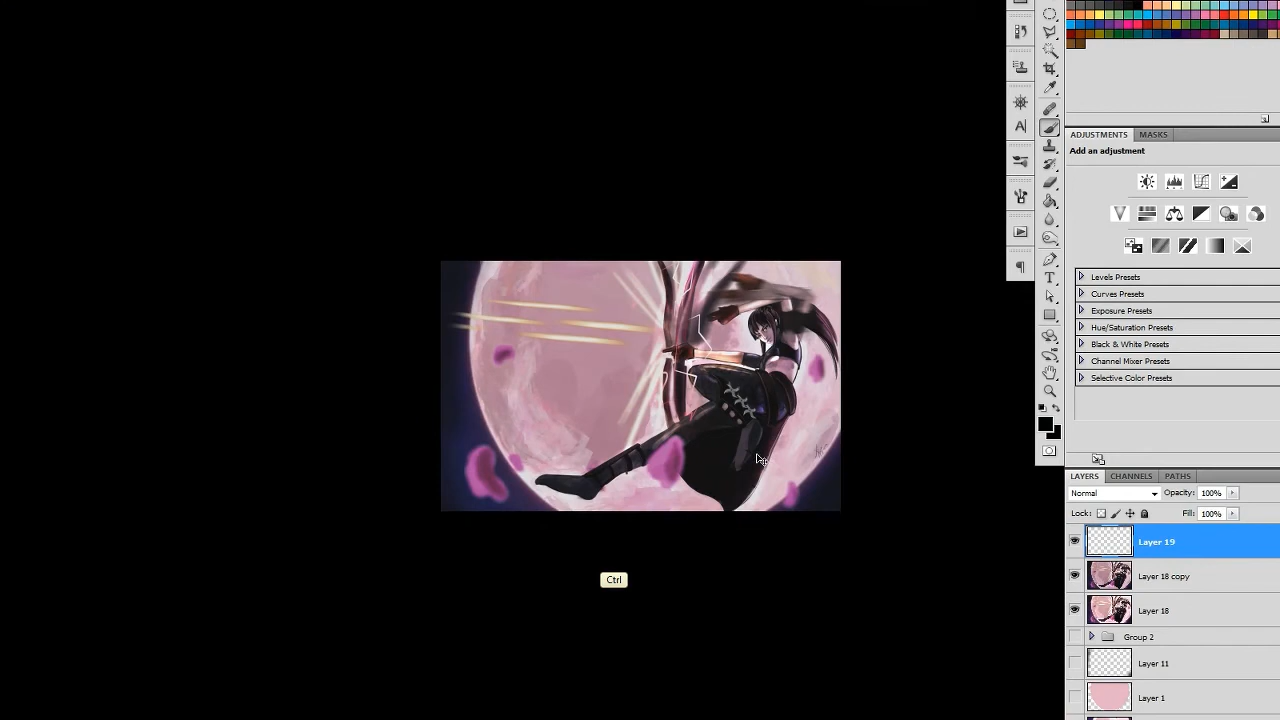 ADJUSTMENTS MASKS
Add an adjustment
Levels Presets
Curves Presets
Exposure Presets
Hue/Saturation Presets
Black & White Presets
Channel Mixer Presets
Selective Color Presets
LAYERS CHANNELS PATHS
Normal Opacity: 100%
Lock: Fill: 100%
Layer 19
Layer 18 copy
Layer 18
Group 2
Layer 11
Layer 1
Ctrl